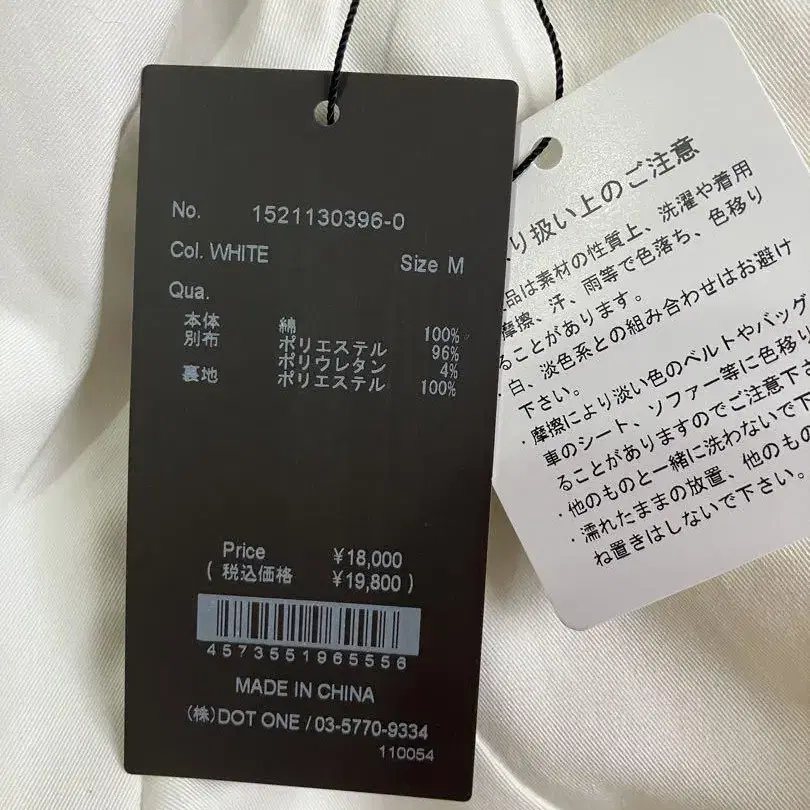 No. 1521130396-0
Col. WHITE Size M
Qua.
本体 綿 100%
別布 ポリエステル 96%
ポリウレタン 4%
裏地 ポリエステル 100%
Price ¥18,000
( 税込価格 ¥19,800 )
4573551965556
MADE IN CHINA
(株)DOT ONE / 03-5770-9334
110054
り扱い上のご注意
品は素材の性質上、洗濯や着用
摩擦、汗、雨等で色落ち、色移り
ることがあります。
・白、淡色系との組み合わせはお避け
下さい。
・摩擦により淡い色のベルトやバッグ
車のシート、ソファー等に色移り
ることがありますのでご注意下さ
・他のものと一緒に洗わないで下
・濡れたままの放置、他のもの
ね置きはしないで下さい。